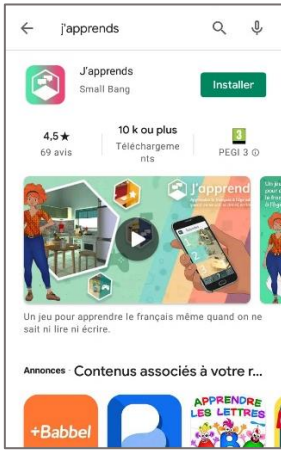 j'apprends
J'apprends
Small Bang
Installer
4,5★
69 avis
10 k ou plus
Téléchargeme
nts
3
PEGI 3
J'apprend
Un jeu pour apprendre le français même quand on ne
sait ni lire ni écrire.
Annonces · Contenus associés à votre r...
+Babbel
APPRENDRE
LES LETTRES
B